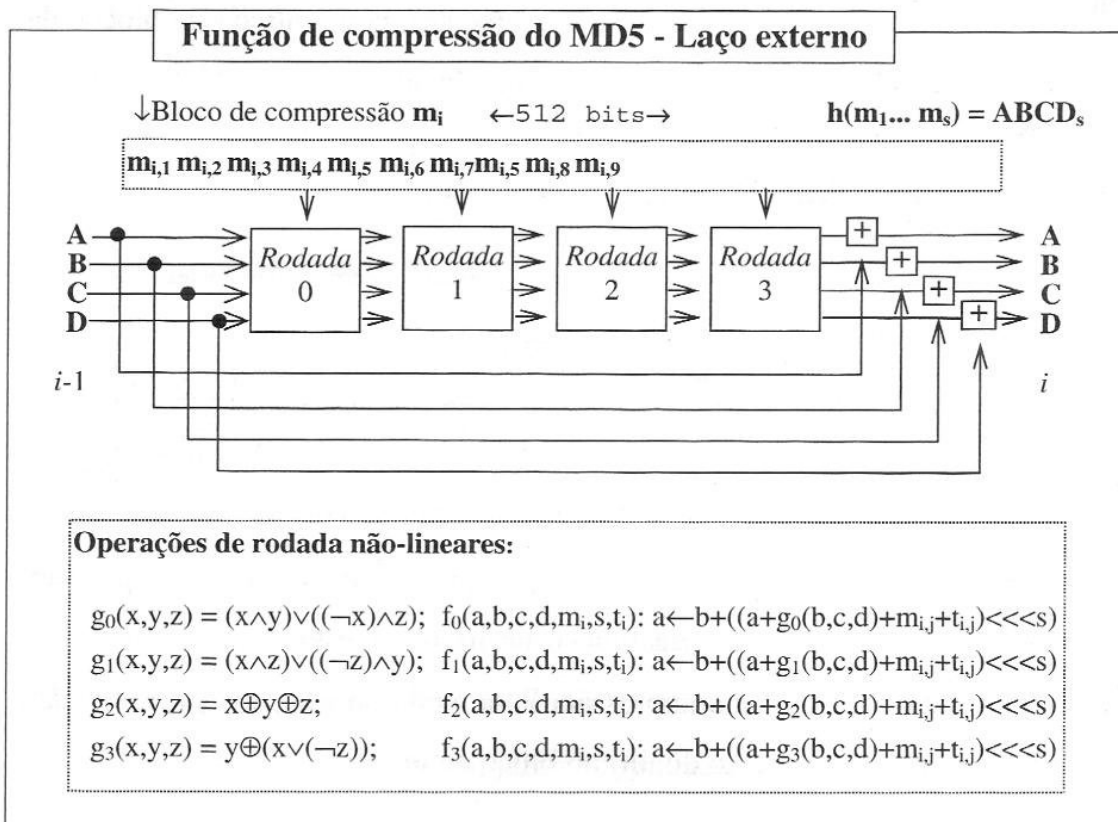 Função de compressão do MD5 - Laço externo
↓Bloco de compressão mᵢ ←512 bits→ h(m₁... mₛ) = ABCDₛ
mᵢ,₁ mᵢ,₂ mᵢ,₃ mᵢ,₄ mᵢ,₅ mᵢ,₆ mᵢ,₇mᵢ,₅ mᵢ,₈ mᵢ,₉
A + A
B Rodada Rodada Rodada Rodada + B
C 0 1 2 3 + C
D + D
i-1 i
Operações de rodada não-lineares:
g₀(x,y,z) = (x∧y)∨((¬x)∧z); f₀(a,b,c,d,mᵢ,s,tᵢ): a←b+((a+g₀(b,c,d)+mᵢ,ⱼ+tᵢ,ⱼ)<<<s)
g₁(x,y,z) = (x∧z)∨((¬z)∧y); f₁(a,b,c,d,mᵢ,s,tᵢ): a←b+((a+g₁(b,c,d)+mᵢ,ⱼ+tᵢ,ⱼ)<<<s)
g₂(x,y,z) = x⊕y⊕z; f₂(a,b,c,d,mᵢ,s,tᵢ): a←b+((a+g₂(b,c,d)+mᵢ,ⱼ+tᵢ,ⱼ)<<<s)
g₃(x,y,z) = y⊕(x∨(¬z)); f₃(a,b,c,d,mᵢ,s,tᵢ): a←b+((a+g₃(b,c,d)+mᵢ,ⱼ+tᵢ,ⱼ)<<<s)